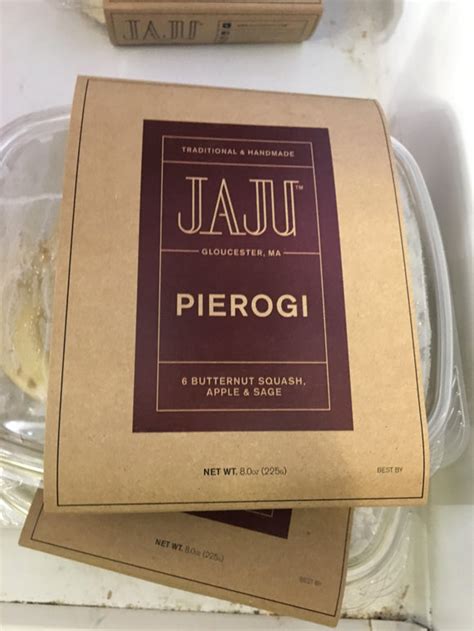 JAJU
TRADITIONAL & HANDMADE
JAJU™
GLOUCESTER, MA
PIEROGI
6 BUTTERNUT SQUASH,
APPLE & SAGE
NET WT. 8.0oz (225G)
BEST BY
NET WT. 8.0oz (225G)
BEST BY